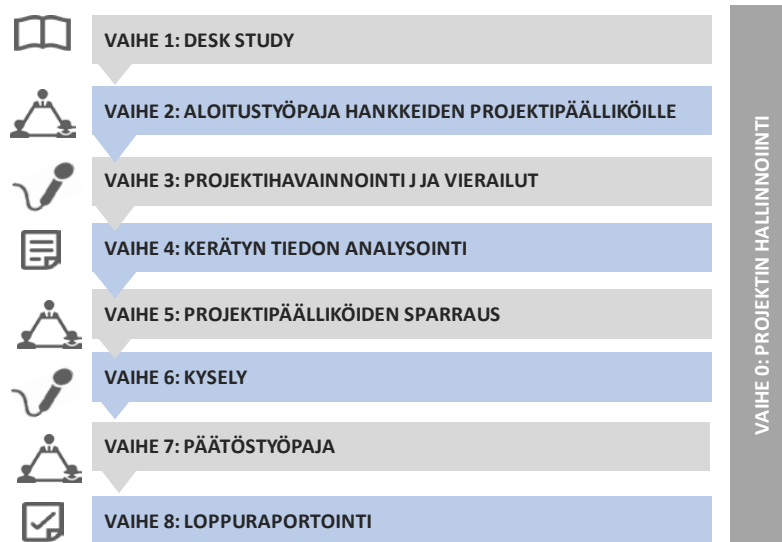 VAIHE 1: DESK STUDY
VAIHE 2: ALOITUSTYÖPAJA HANKKEIDEN PROJEKTIPÄÄLLIKÖILLE
VAIHE 3: PROJEKTIHAVAINNOINTI J JA VIERAILUT
VAIHE 4: KERÄTYN TIEDON ANALYSOINTI
VAIHE 5: PROJEKTIPÄÄLLIKÖIDEN SPARRAUS
VAIHE 6: KYSELY
VAIHE 7: PÄÄTÖSTYÖPAJA
VAIHE 8: LOPPURAPORTOINTI
VAIHE 0: PROJEKTIN HALLINNOIINTI